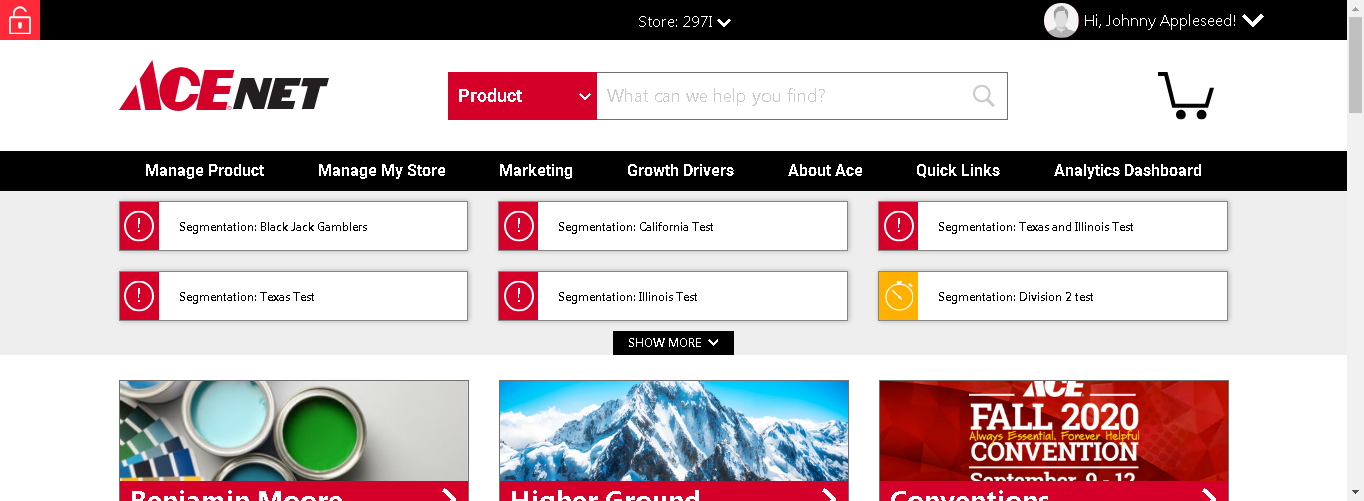 Store: 297I
Hi, Johnny Appleseed!
ACENET
Product
What can we help you find?
Manage Product
Manage My Store
Marketing
Growth Drivers
About Ace
Quick Links
Analytics Dashboard
! Segmentation: Black Jack Gamblers
! Segmentation: California Test
! Segmentation: Texas and Illinois Test
! Segmentation: Texas Test
! Segmentation: Illinois Test
Segmentation: Division 2 test
SHOW MORE
ACE
FALL 2020
Always Essential. Forever Helpful
CONVENTION
September 9 - 12
Benjamin Moore
Higher Ground
Conventions